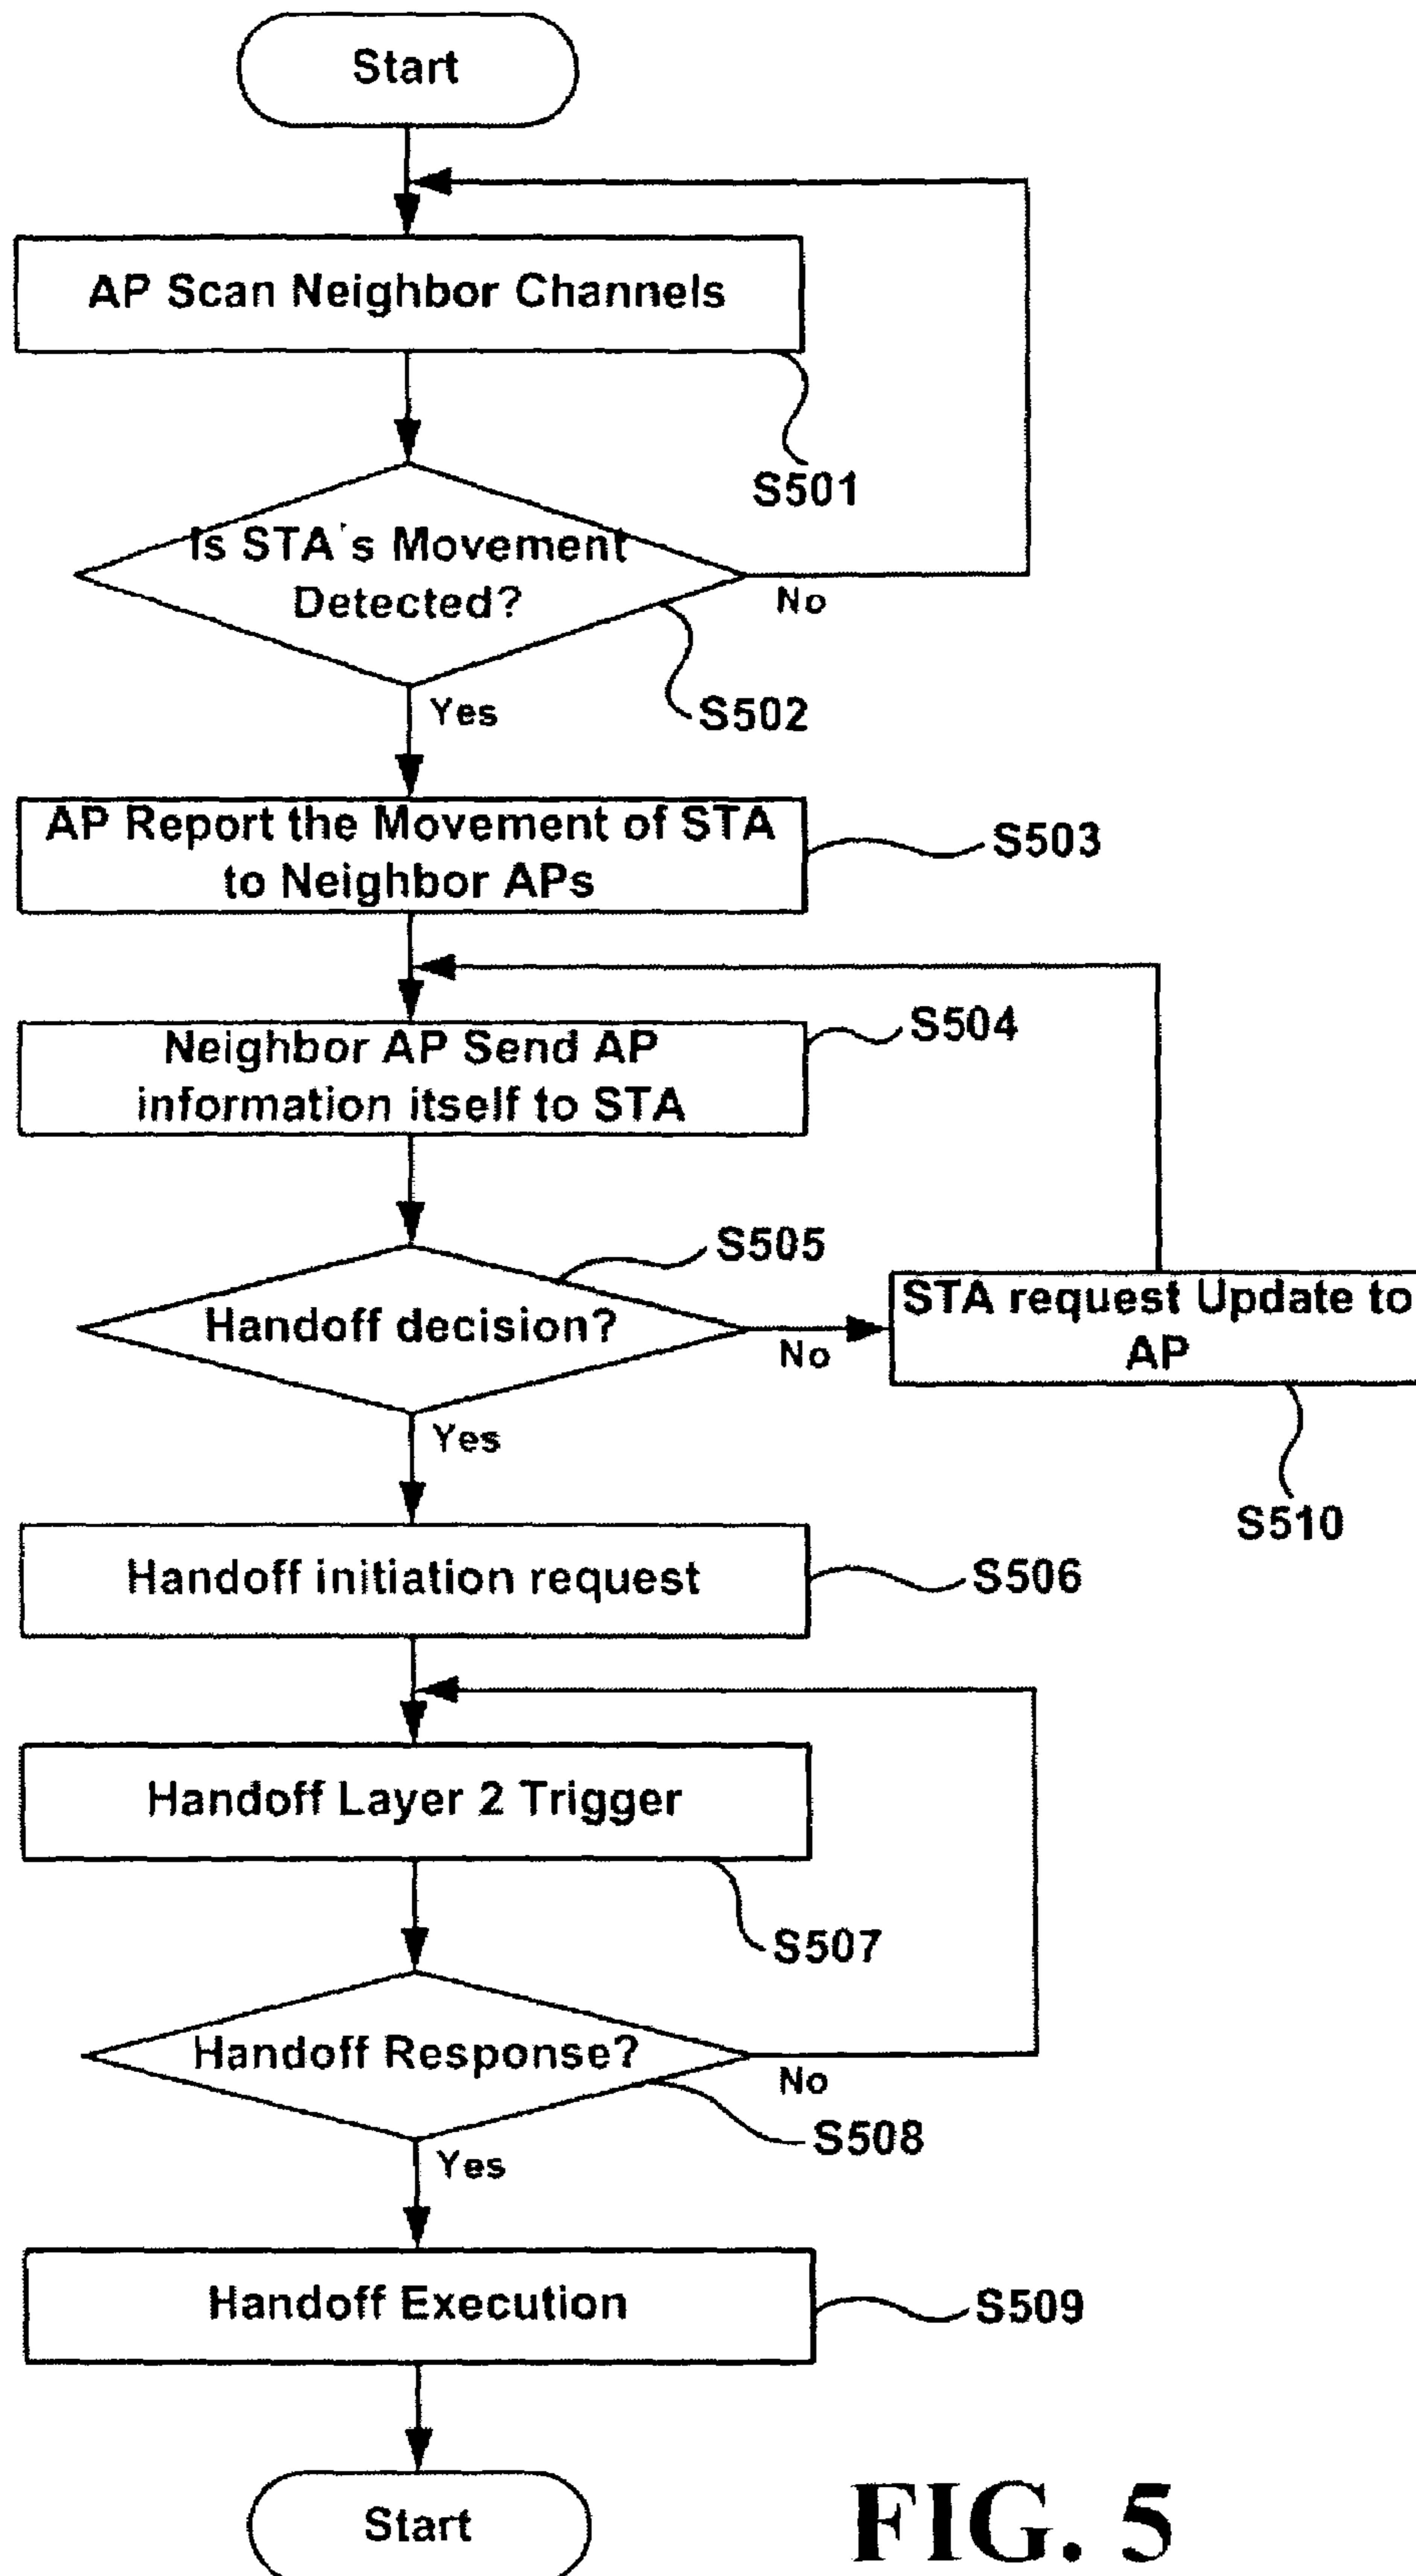 Start
AP Scan Neighbor Channels
S501
Is STA's Movement
Detected?
No
S502
Yes
AP Report the Movement of STA
to Neighbor APs
S503
Neighbor AP Send AP
information itself to STA
S504
S505
Handoff decision?
No
STA request Update to
AP
S510
Yes
Handoff initiation request
S506
Handoff Layer 2 Trigger
S507
Handoff Response?
No
S508
Yes
Handoff Execution
S509
Start
FIG. 5